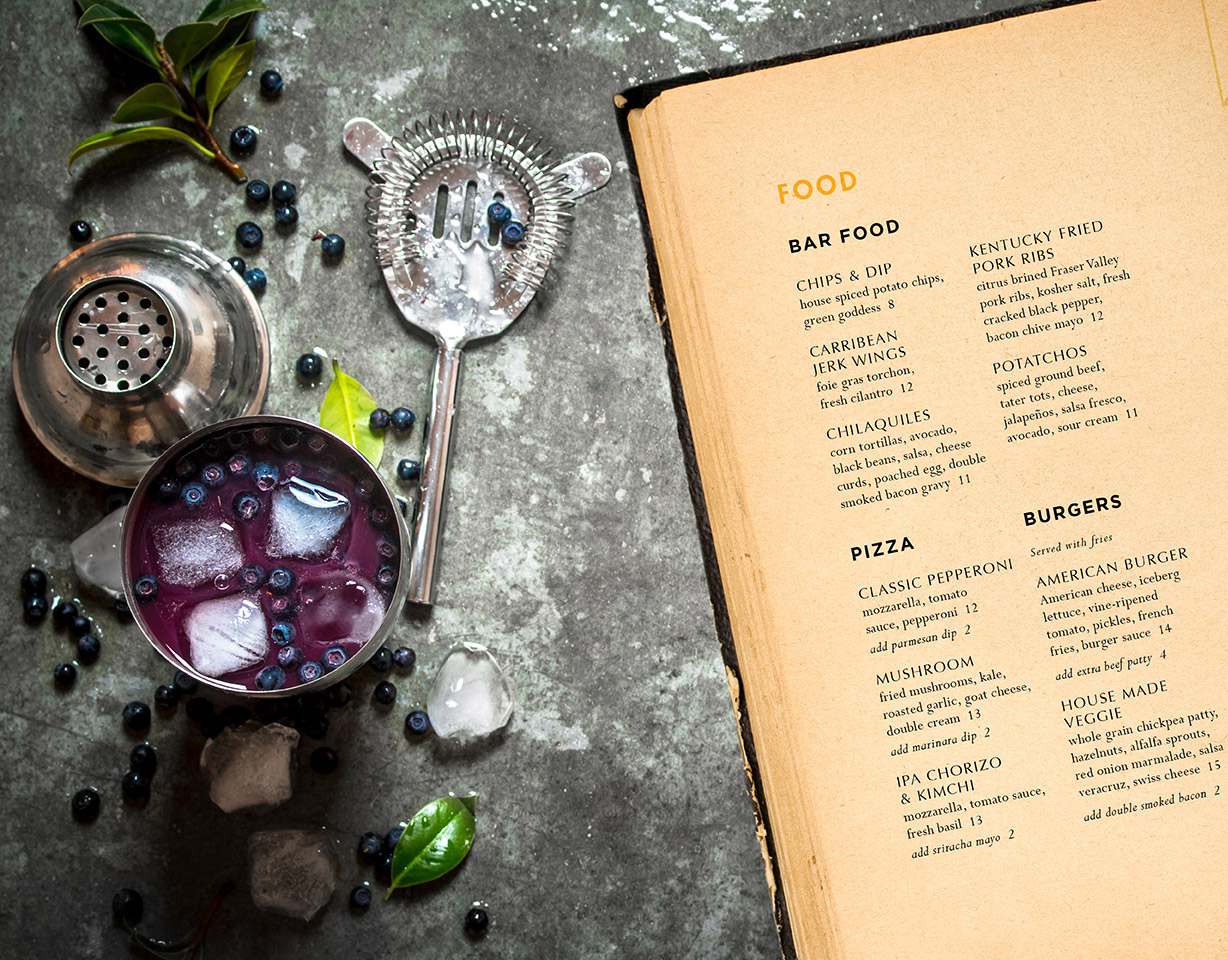 FOOD
BAR FOOD
CHIPS & DIP
house spiced potato chips,
green goddess 8
CARRIBEAN
JERK WINGS
foie gras torchon,
fresh cilantro 12
CHILAQUILES
corn tortillas, avocado,
black beans, salsa, cheese
curds, poached egg, double
smoked bacon gravy 11
KENTUCKY FRIED
PORK RIBS
citrus brined Fraser Valley
pork ribs, kosher salt, fresh
cracked black pepper,
bacon chive mayo 12
POTATCHOS
spiced ground beef,
tater tots, cheese,
jalapeños, salsa fresco,
avocado, sour cream 11
PIZZA
CLASSIC PEPPERONI
mozzarella, tomato
sauce, pepperoni 12
add parmesan dip 2
MUSHROOM
fried mushrooms, kale,
roasted garlic, goat cheese,
double cream 13
add marinara dip 2
IPA CHORIZO
& KIMCHI
mozzarella, tomato sauce,
fresh basil 13
add sriracha mayo 2
BURGERS
Served with fries
AMERICAN BURGER
American cheese, iceberg
lettuce, vine-ripened
tomato, pickles, french
fries, burger sauce 14
add extra beef patty 4
HOUSE MADE
VEGGIE
whole grain chickpea patty,
hazelnuts, alfalfa sprouts,
red onion marmalade, salsa
veracruz, swiss cheese 15
add double smoked bacon 2